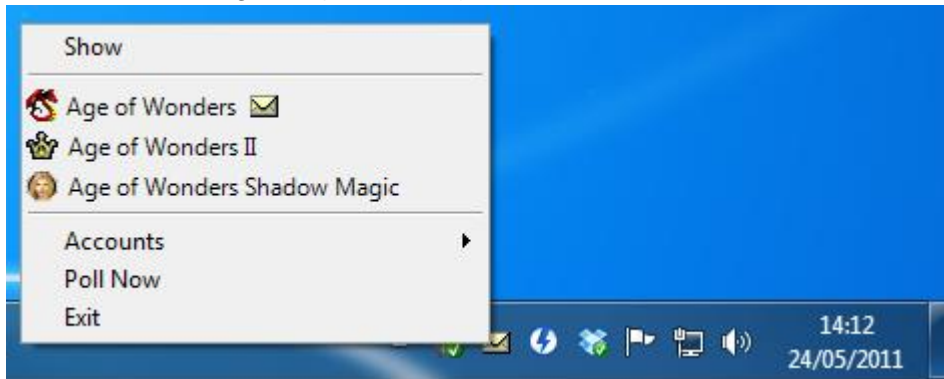 Show
Age of Wonders
Age of Wonders II
Age of Wonders Shadow Magic
Accounts
Poll Now
Exit
14:12
24/05/2011